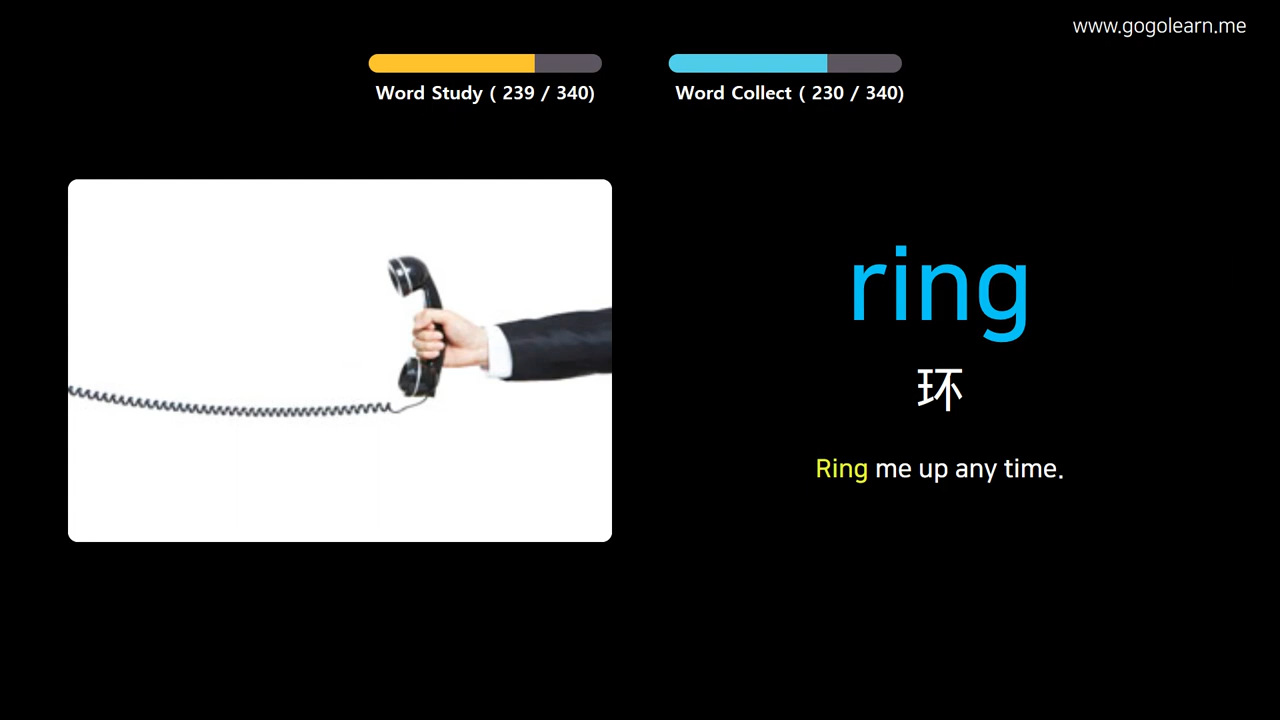 www.gogolearn.me
Word Study ( 239 / 340)
Word Collect ( 230 / 340)
ring
环
Ring me up any time.